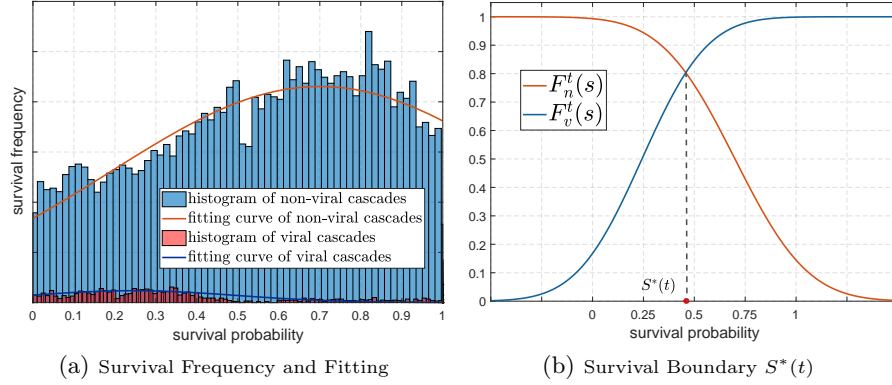 survival frequency
histogram of non-viral cascades
fitting curve of non-viral cascades
histogram of viral cascades
fitting curve of viral cascades
0 0.1 0.2 0.3 0.4 0.5 0.6 0.7 0.8 0.9 1
survival probability
(a) Survival Frequency and Fitting
1
0.9
0.8
0.7
0.6
0.5
0.4
0.3
0.2
0.1
0
F_n^t(s)
F_v^t(s)
S*(t)
0 0.25 0.5 0.75 1
survival probability
(b) Survival Boundary S*(t)